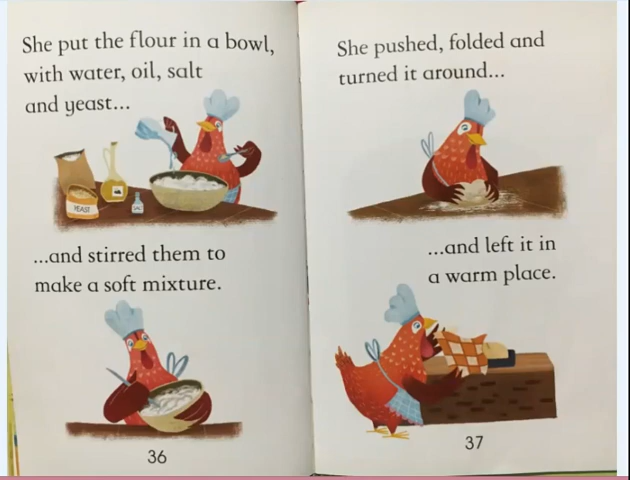 She put the flour in a bowl,
with water, oil, salt
and yeast...
YEAST
...and stirred them to
make a soft mixture.
36
She pushed, folded and
turned it around...
...and left it in
a warm place.
37